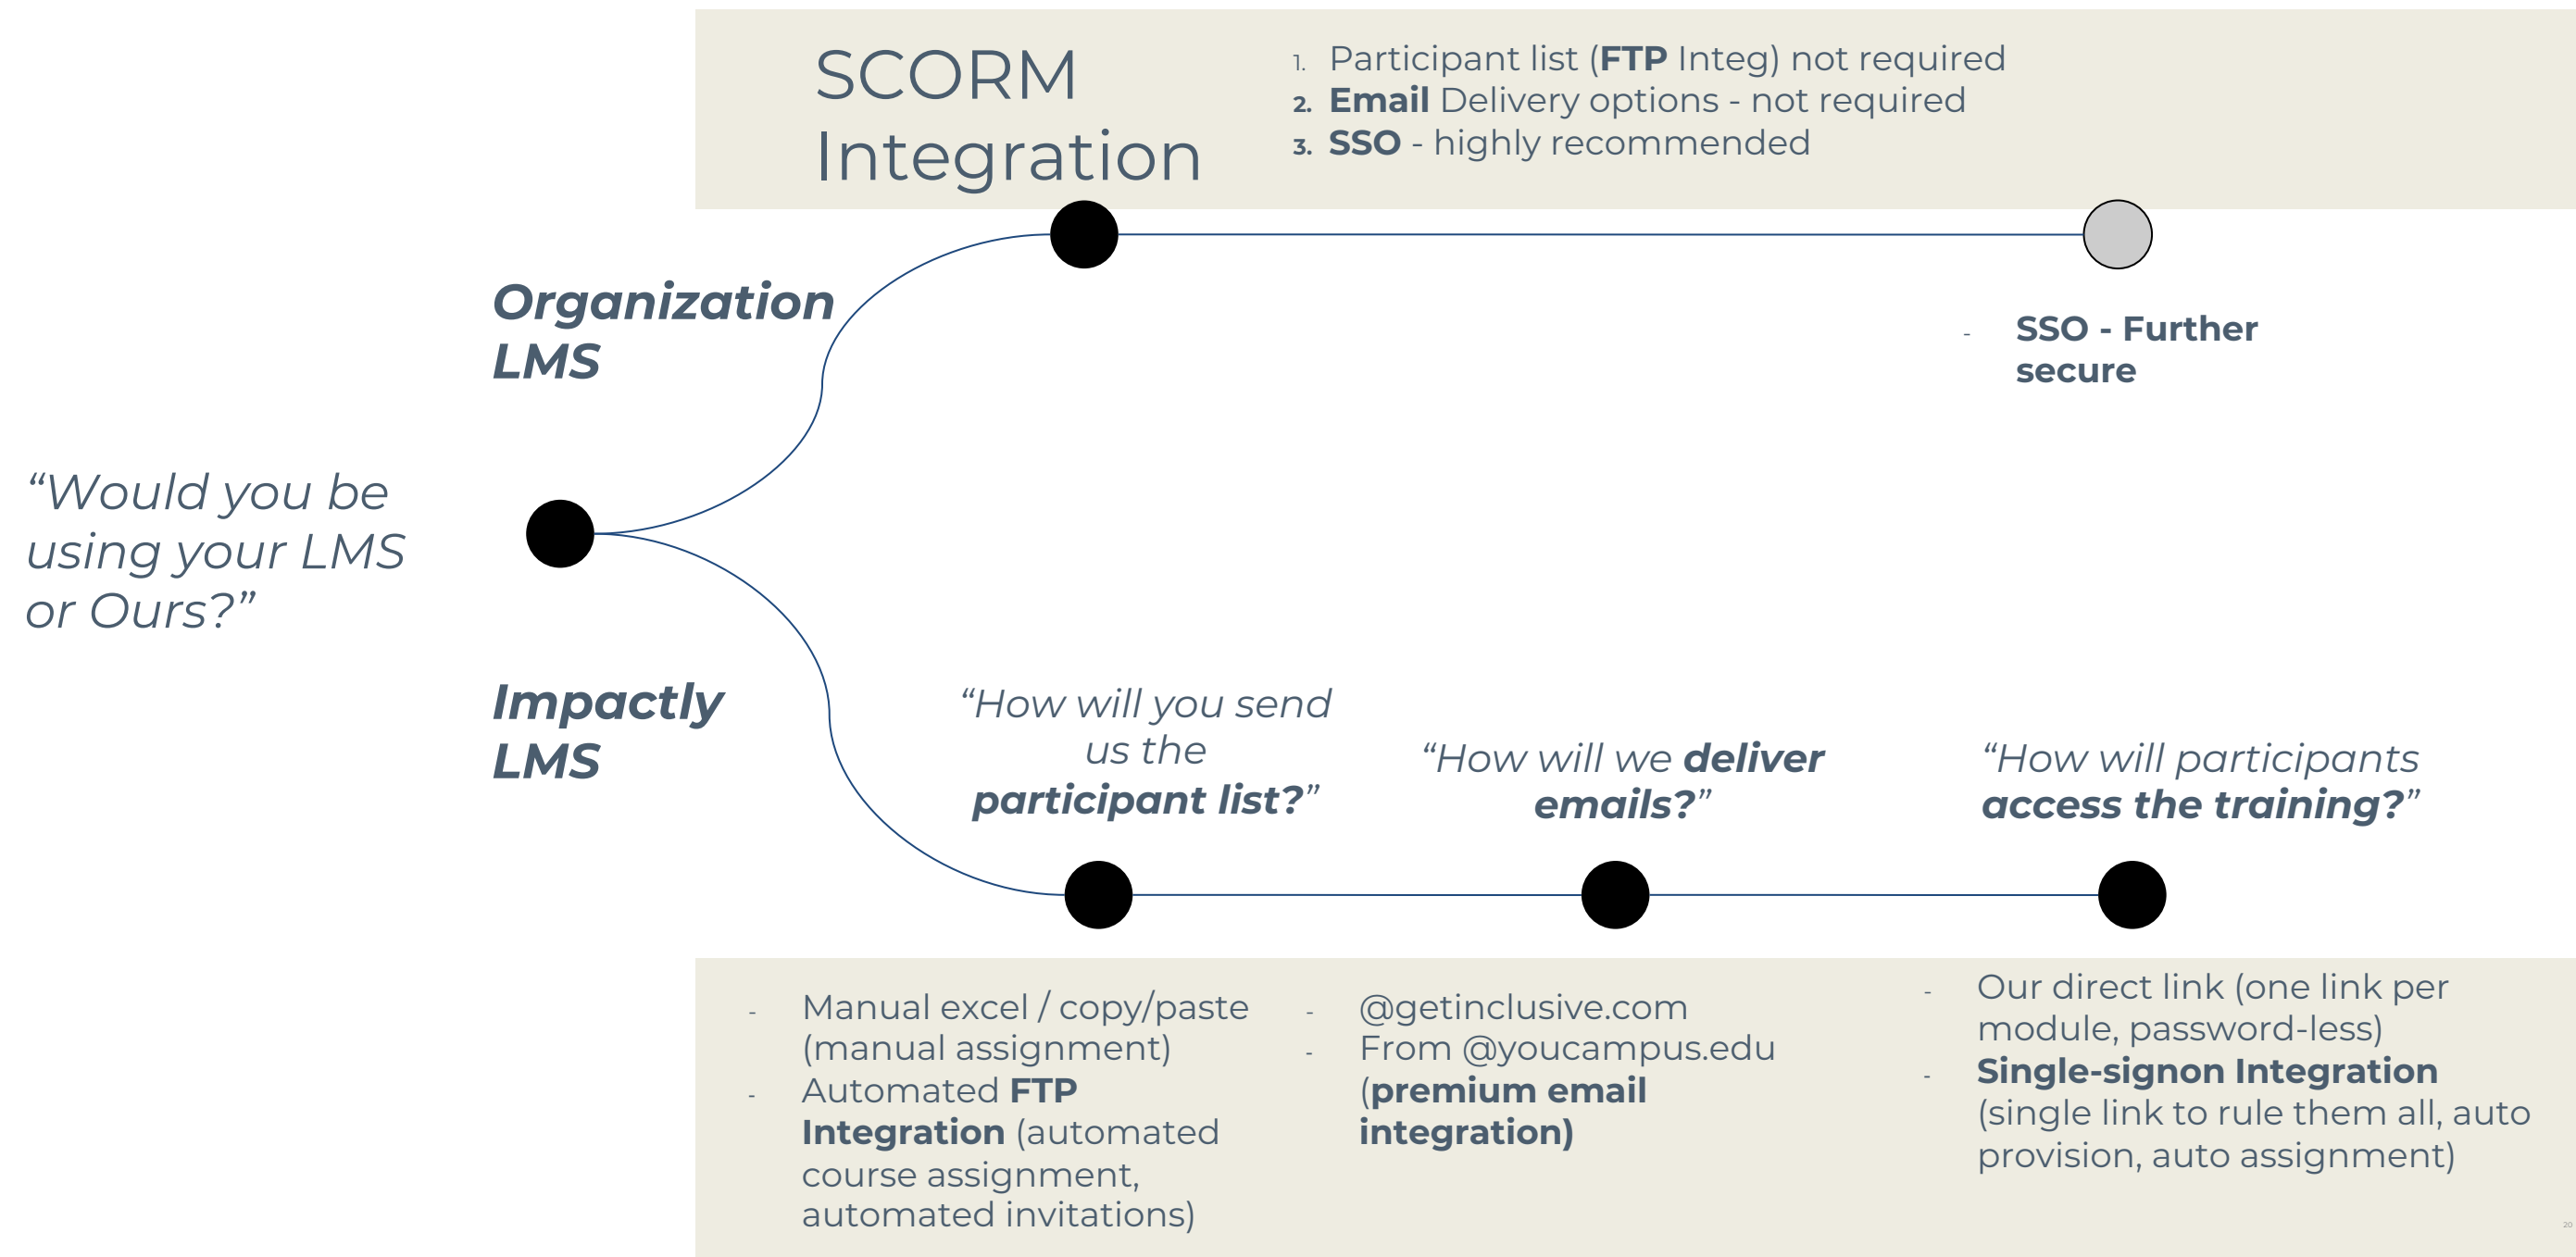 SCORM
Integration
1. Participant list (FTP Integ) not required
2. Email Delivery options - not required
3. SSO - highly recommended
Organization
LMS
- SSO - Further
secure
“Would you be
using your LMS
or Ours?”
Impactly
LMS
“How will you send
us the
participant list?”
“How will we deliver
emails?”
“How will participants
access the training?”
- Manual excel / copy/paste
(manual assignment)
- Automated FTP
Integration (automated
course assignment,
automated invitations)
- @getinclusive.com
- From @youcampus.edu
(premium email
integration)
- Our direct link (one link per
module, password-less)
- Single-signon Integration
(single link to rule them all, auto
provision, auto assignment)
20